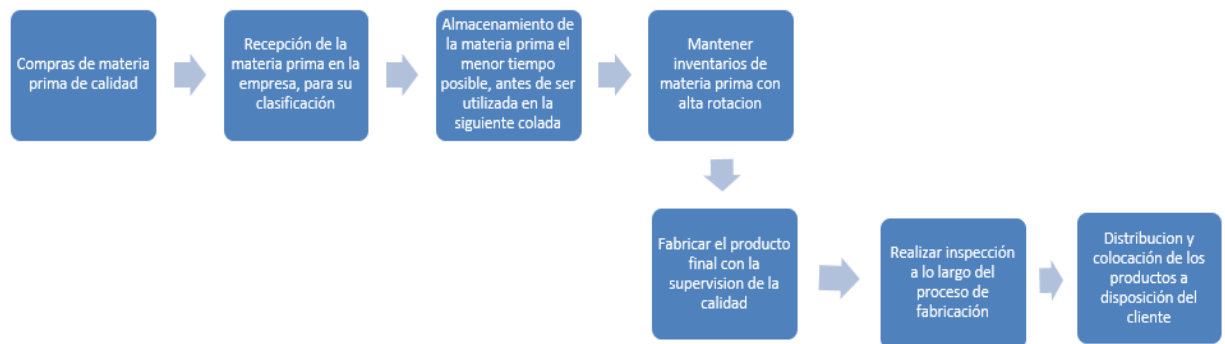 Compras de materia
prima de calidad
Recepción de la
materia prima en la
empresa, para su
clasificación
Almacenamiento de
la materia prima el
menor tiempo
posible, antes de ser
utilizada en la
siguiente colada
Mantener
inventarios de
materia prima con
alta rotacion
Fabricar el producto
final con la
supervision de la
calidad
Realizar inspección
a lo largo del
proceso de
fabricación
Distribucion y
colocación de los
productos a
disposición del
cliente